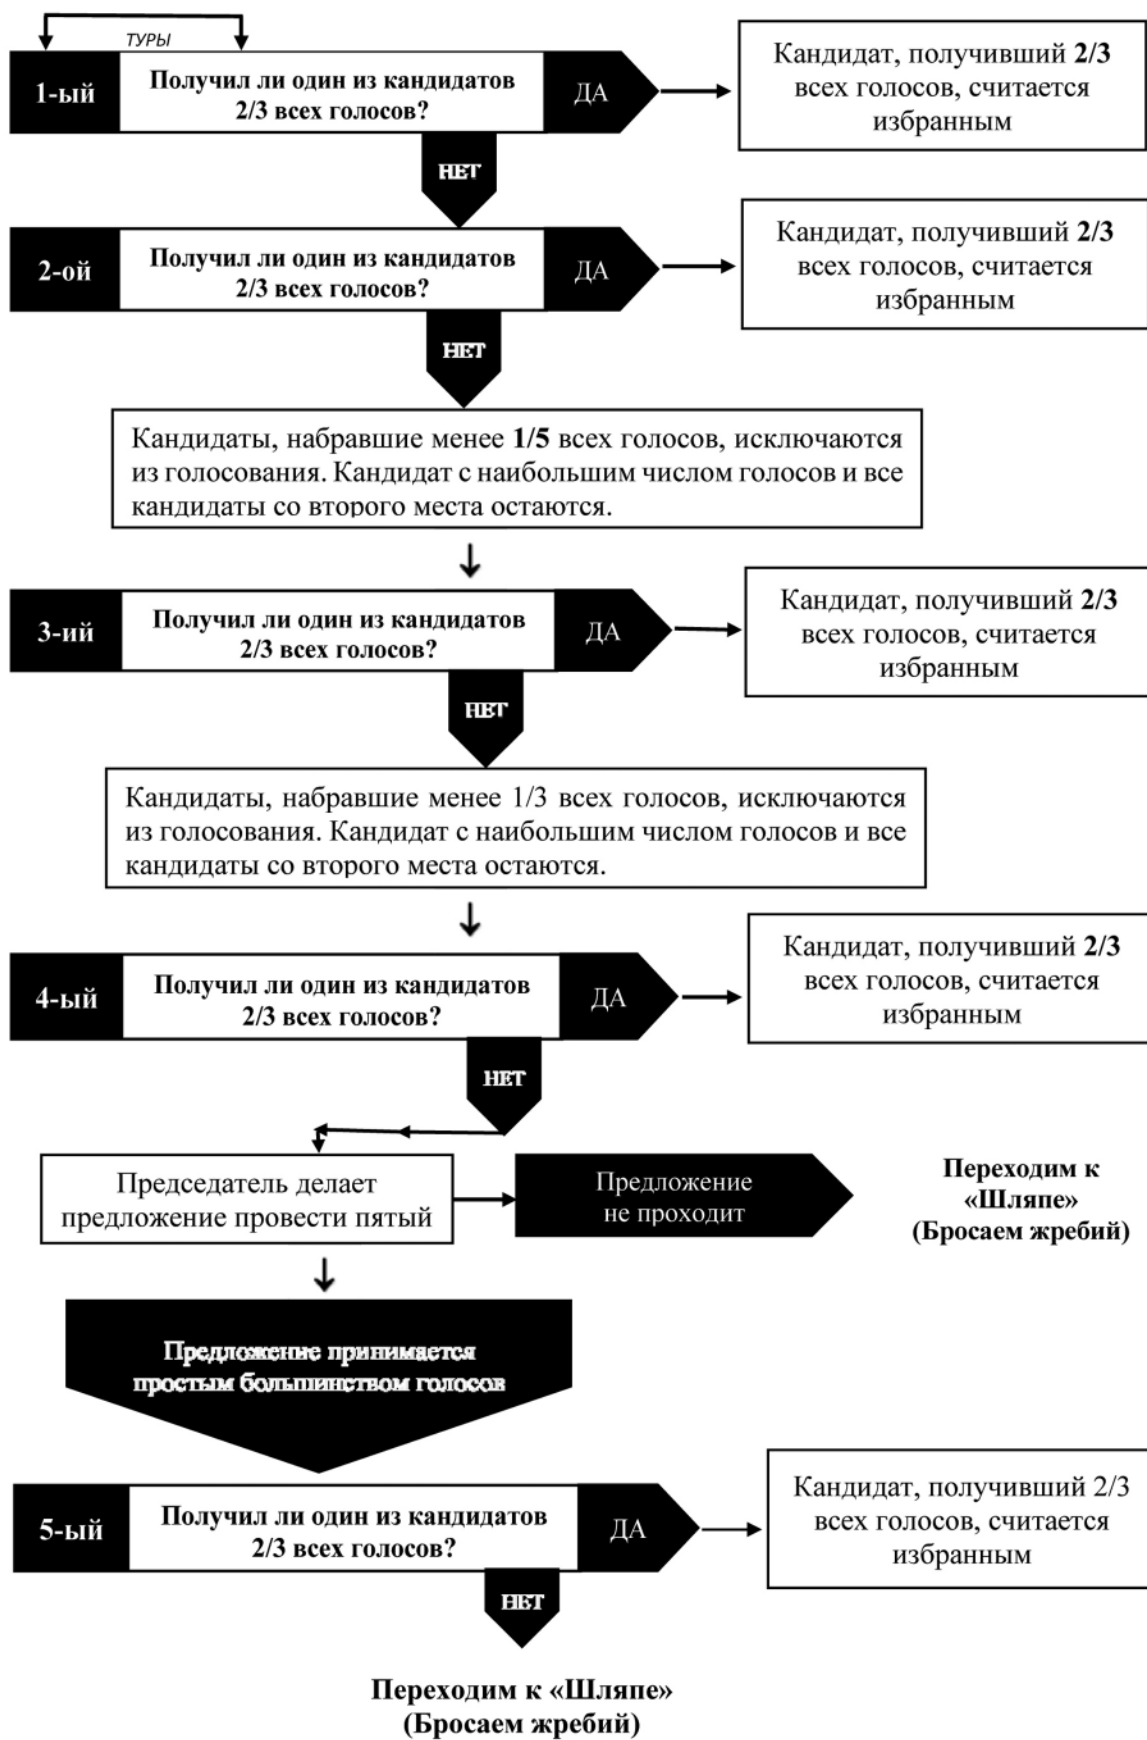 ТУРЫ
1-ый
Получил ли один из кандидатов
2/3 всех голосов?
ДА
Кандидат, получивший 2/3
всех голосов, считается
избранным
НЕТ
2-ой
Получил ли один из кандидатов
2/3 всех голосов?
ДА
Кандидат, получивший 2/3
всех голосов, считается
избранным
НЕТ
Кандидаты, набравшие менее 1/5 всех голосов, исключаются
из голосования. Кандидат с наибольшим числом голосов и все
кандидаты со второго места остаются.
3-ий
Получил ли один из кандидатов
2/3 всех голосов?
ДА
Кандидат, получивший 2/3
всех голосов, считается
избранным
НЕТ
Кандидаты, набравшие менее 1/3 всех голосов, исключаются
из голосования. Кандидат с наибольшим числом голосов и все
кандидаты со второго места остаются.
4-ый
Получил ли один из кандидатов
2/3 всех голосов?
ДА
Кандидат, получивший 2/3
всех голосов, считается
избранным
НЕТ
Председатель делает
предложение провести пятый
Предложение
не проходит
Переходим к
«Шляпе»
(Бросаем жребий)
Предложение принимается
простым большинством голосов
5-ый
Получил ли один из кандидатов
2/3 всех голосов?
ДА
Кандидат, получивший 2/3
всех голосов, считается
избранным
НЕТ
Переходим к «Шляпе»
(Бросаем жребий)